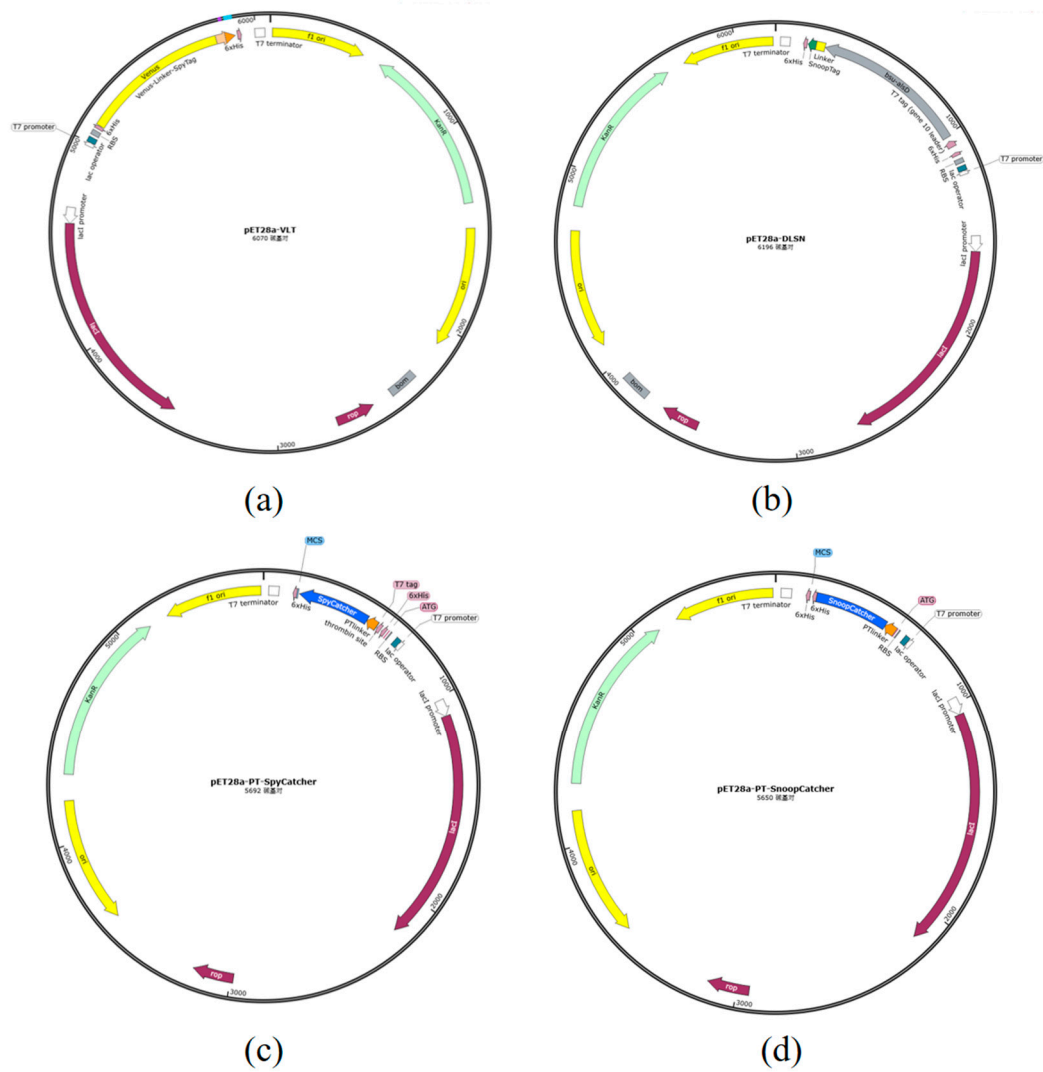 6000
6xHis
T7 terminator
f1 ori
Venus
Venus-Linker-SpyTag
1000
KanR
T7 promoter
5000
6xHis
RBS
lac operator
lacI promoter
pET28a-VLT
6070 碱基对
ori
lacI
2000
4000
bom
rop
3000
(a)
6000
f1 ori
T7 terminator
6xHis
Linker
SnoopTag
bsu-alsD
T7 tag (gene 10 leader)
1000
KanR
6xHis
RBS
lac operator
T7 promoter
5000
lacI promoter
pET28a-DLSN
6196 碱基对
ori
2000
lacI
4000
bom
rop
3000
(b)
MCS
f1 ori
T7 terminator
6xHis
SpyCatcher
T7 tag
6xHis
ATG
T7 promoter
PTlinker
thrombin site
RBS
lac operator
5000
KanR
1000
lacI promoter
pET28a-PT-SpyCatcher
5692 碱基对
lacI
4000
ori
2000
rop
3000
(c)
MCS
f1 ori
T7 terminator
6xHis
6xHis
SnoopCatcher
ATG
T7 promoter
PTlinker
RBS
lac operator
5000
KanR
1000
lacI promoter
pET28a-PT-SnoopCatcher
5650 碱基对
lacI
4000
ori
2000
rop
3000
(d)